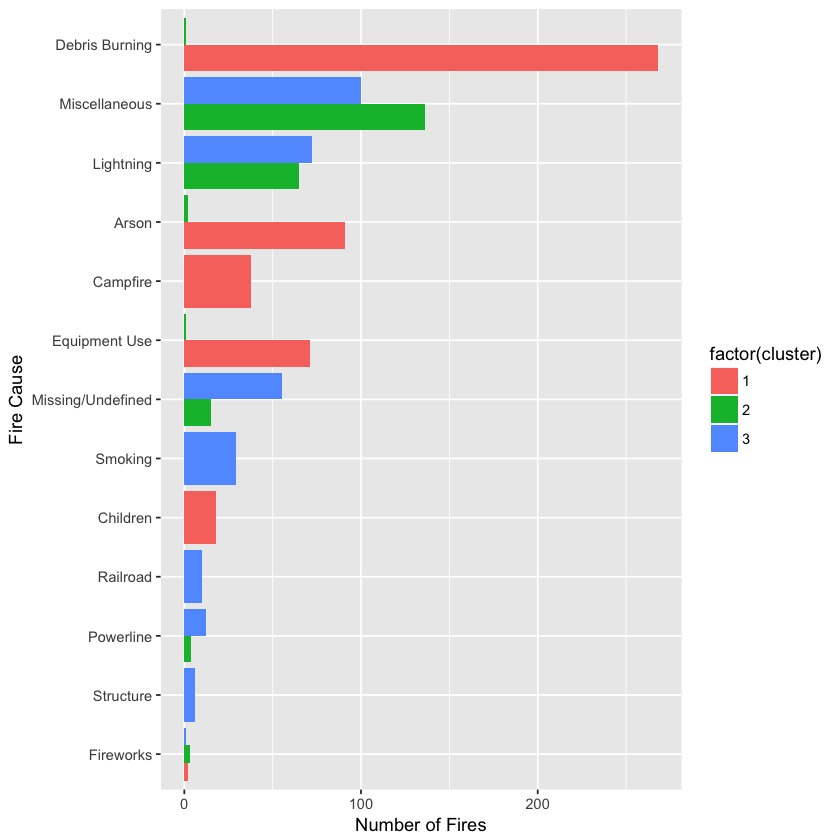 Debris Burning
Miscellaneous
Lightning
Arson
Campfire
Equipment Use
Missing/Undefined
Smoking
Children
Railroad
Powerline
Structure
Fireworks
Fire Cause
0 100 200
Number of Fires
factor(cluster)
1
2
3